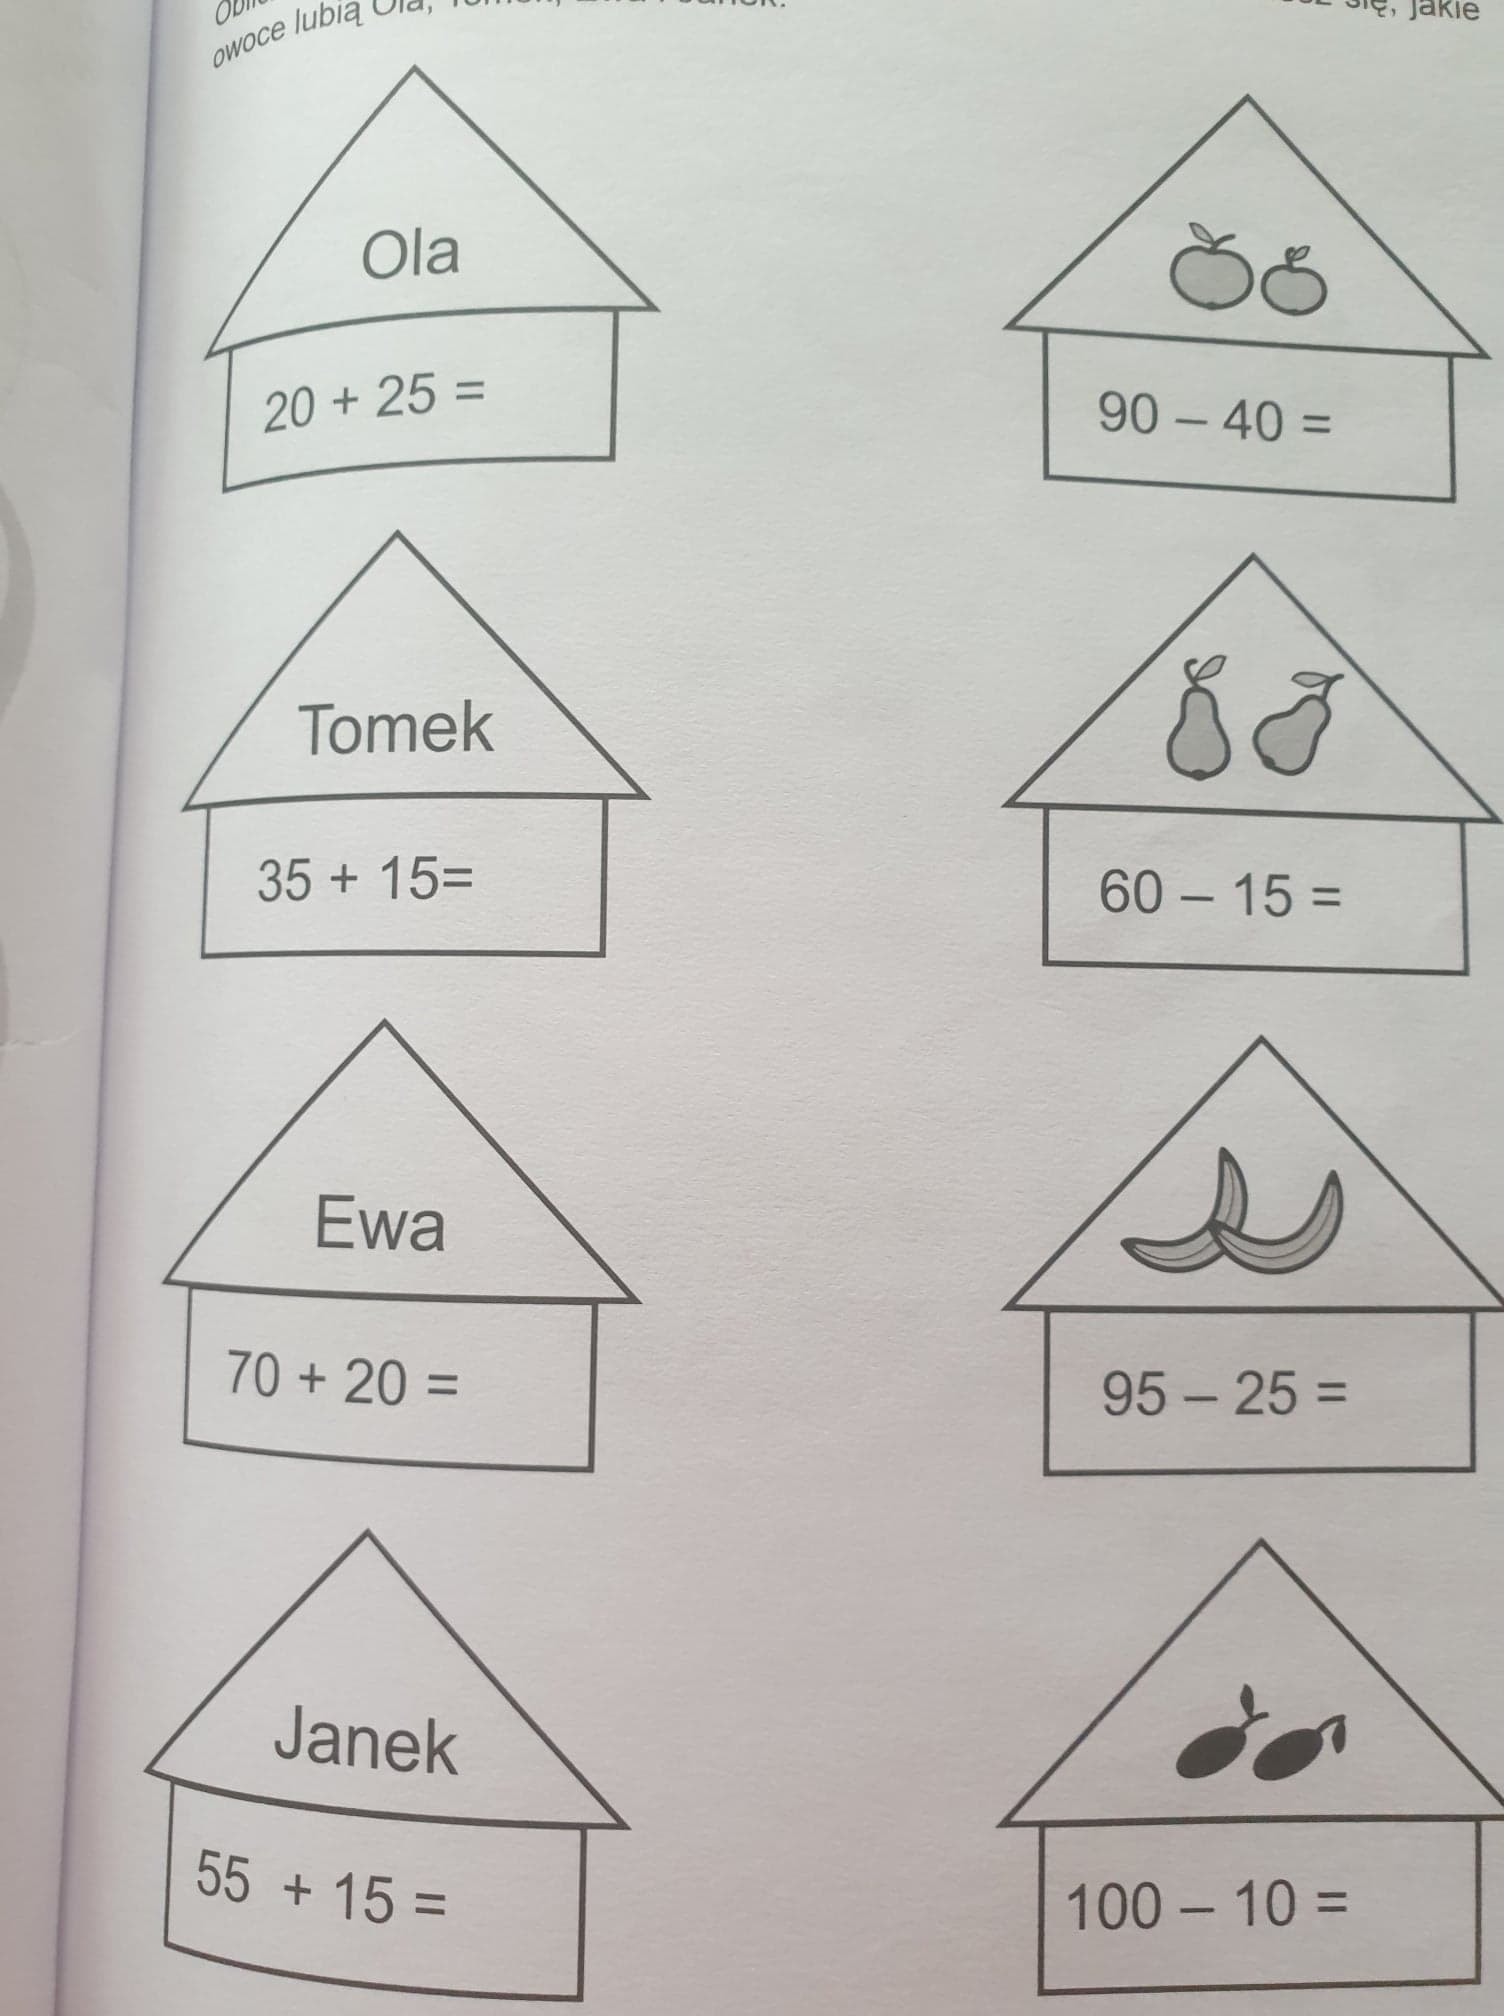 się, jakie
owoce lubią Ola,
Ola
20 + 25 =
90 – 40 =
Tomek
35 + 15=
60 – 15 =
Ewa
70 + 20 =
95 – 25 =
Janek
55 + 15 =
100 – 10 =